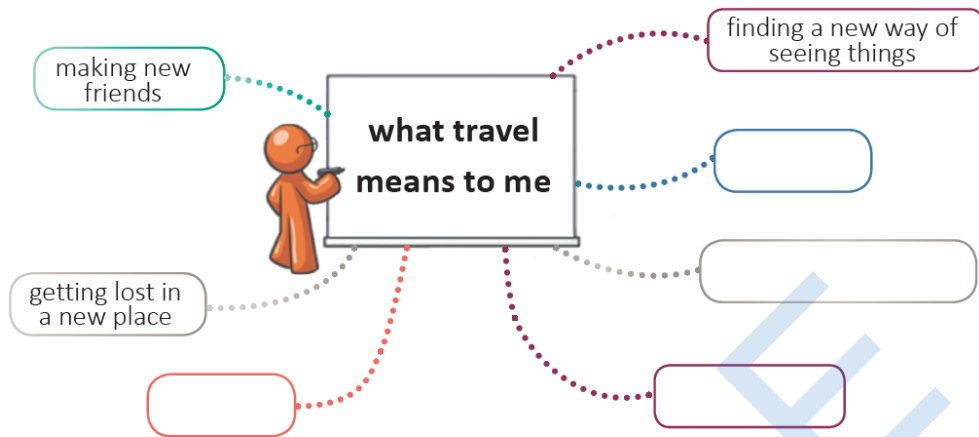 finding a new way of
seeing things
making new
friends
what travel
means to me
getting lost in
a new place